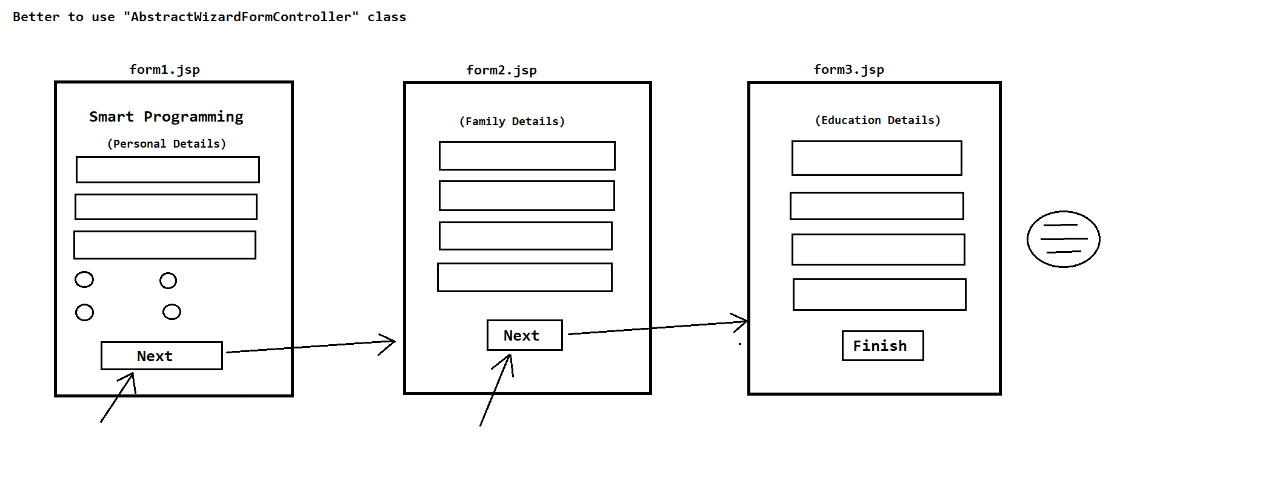 Better to use "AbstractWizardFormController" class
form1.jsp
Smart Programming
(Personal Details)
Next
form2.jsp
(Family Details)
Next
form3.jsp
(Education Details)
Finish